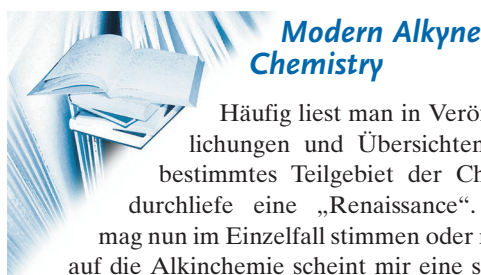 Modern Alkyne
Chemistry
Häufig liest man in Verö
lichungen und Übersichten
bestimmtes Teilgebiet der Ch
durchliefe eine „Renaissance“.
mag nun im Einzelfall stimmen oder
auf die Alkinchemie scheint mir eine s